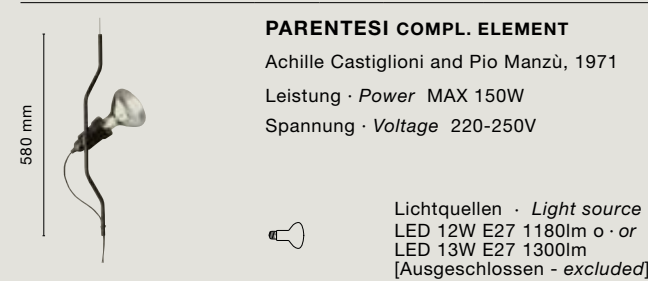 PARENTESI COMPL. ELEMENT
Achille Castiglioni and Pio Manzù, 1971
Leistung · Power MAX 150W
Spannung · Voltage 220-250V
580 mm
Lichtquellen · Light source
LED 12W E27 1180lm o · or
LED 13W E27 1300lm
[Ausgeschlossen - excluded]